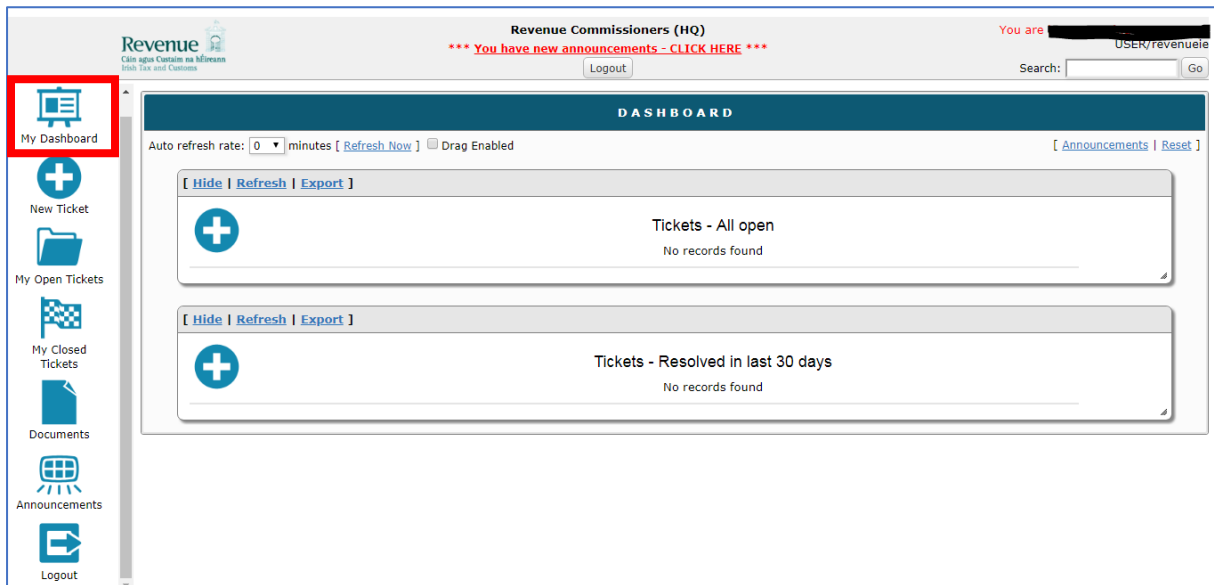 Revenue
Cáin agus Custaim na hÉireann
Irish Tax and Customs
Revenue Commissioners (HQ)
*** You have new announcements - CLICK HERE ***
Logout
You are
USER/revenueie
Search:
Go
My Dashboard
New Ticket
My Open Tickets
My Closed
Tickets
Documents
Announcements
Logout
DASHBOARD
Auto refresh rate: 0 minutes [ Refresh Now ] Drag Enabled
[ Announcements | Reset ]
[ Hide | Refresh | Export ]
Tickets - All open
No records found
[ Hide | Refresh | Export ]
Tickets - Resolved in last 30 days
No records found